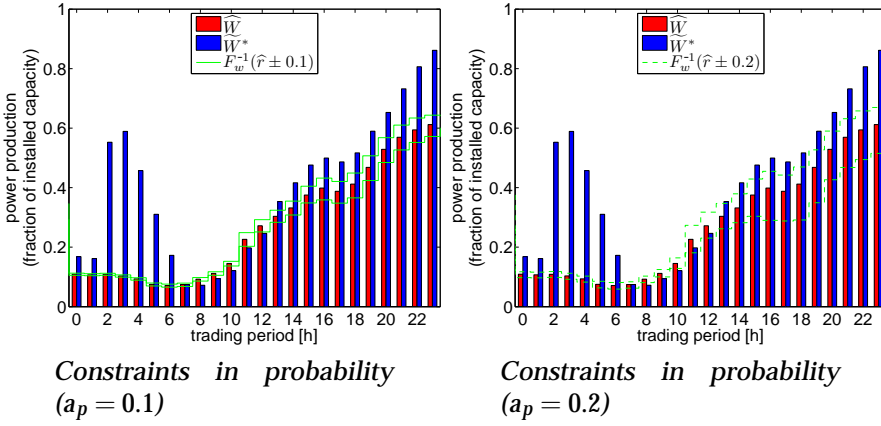 1
0.8
0.6
0.4
0.2
0
power production
(fraction of installed capacity)
Ŵ
W̃*
F_w^{-1}(r̂ ± 0.1)
0 2 4 6 8 10 12 14 16 18 20 22
trading period [h]
Constraints in probability
(a_p = 0.1)
1
0.8
0.6
0.4
0.2
0
power production
(fraction of installed capacity)
Ŵ
W̃*
F_w^{-1}(r̂ ± 0.2)
0 2 4 6 8 10 12 14 16 18 20 22
trading period [h]
Constraints in probability
(a_p = 0.2)